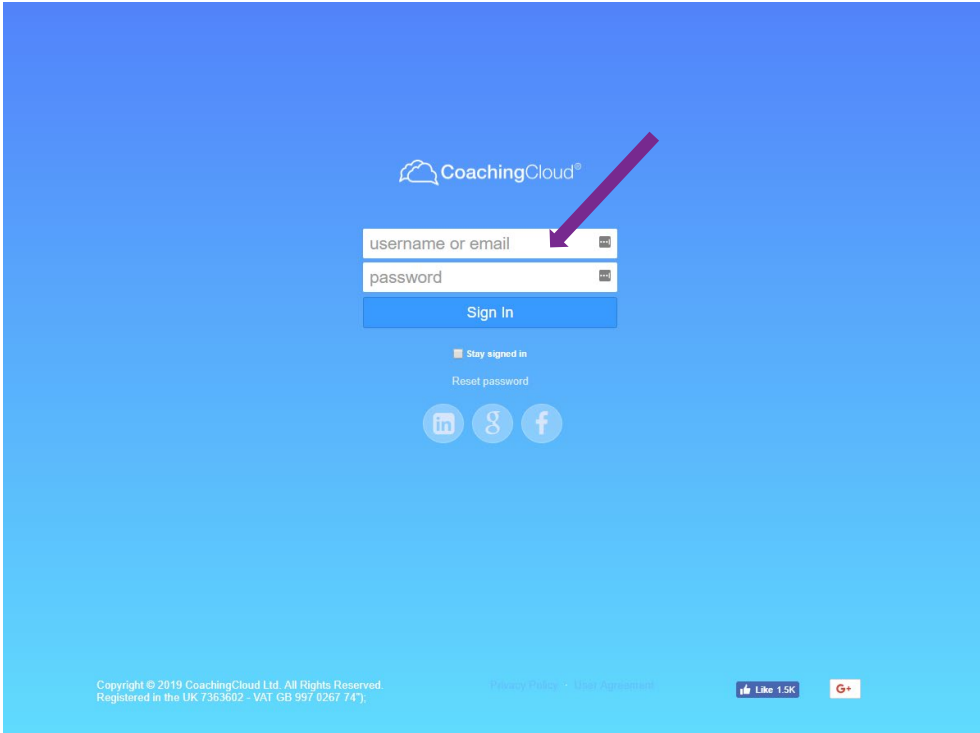 CoachingCloud®
username or email
password
Sign In
Stay signed in
Reset password
in g f
Copyright © 2019 CoachingCloud Ltd. All Rights Reserved.
Registered in the UK 7363602 - VAT GB 997 0267 74");
Privacy Policy - User Agreement
Like 1.5K
G+